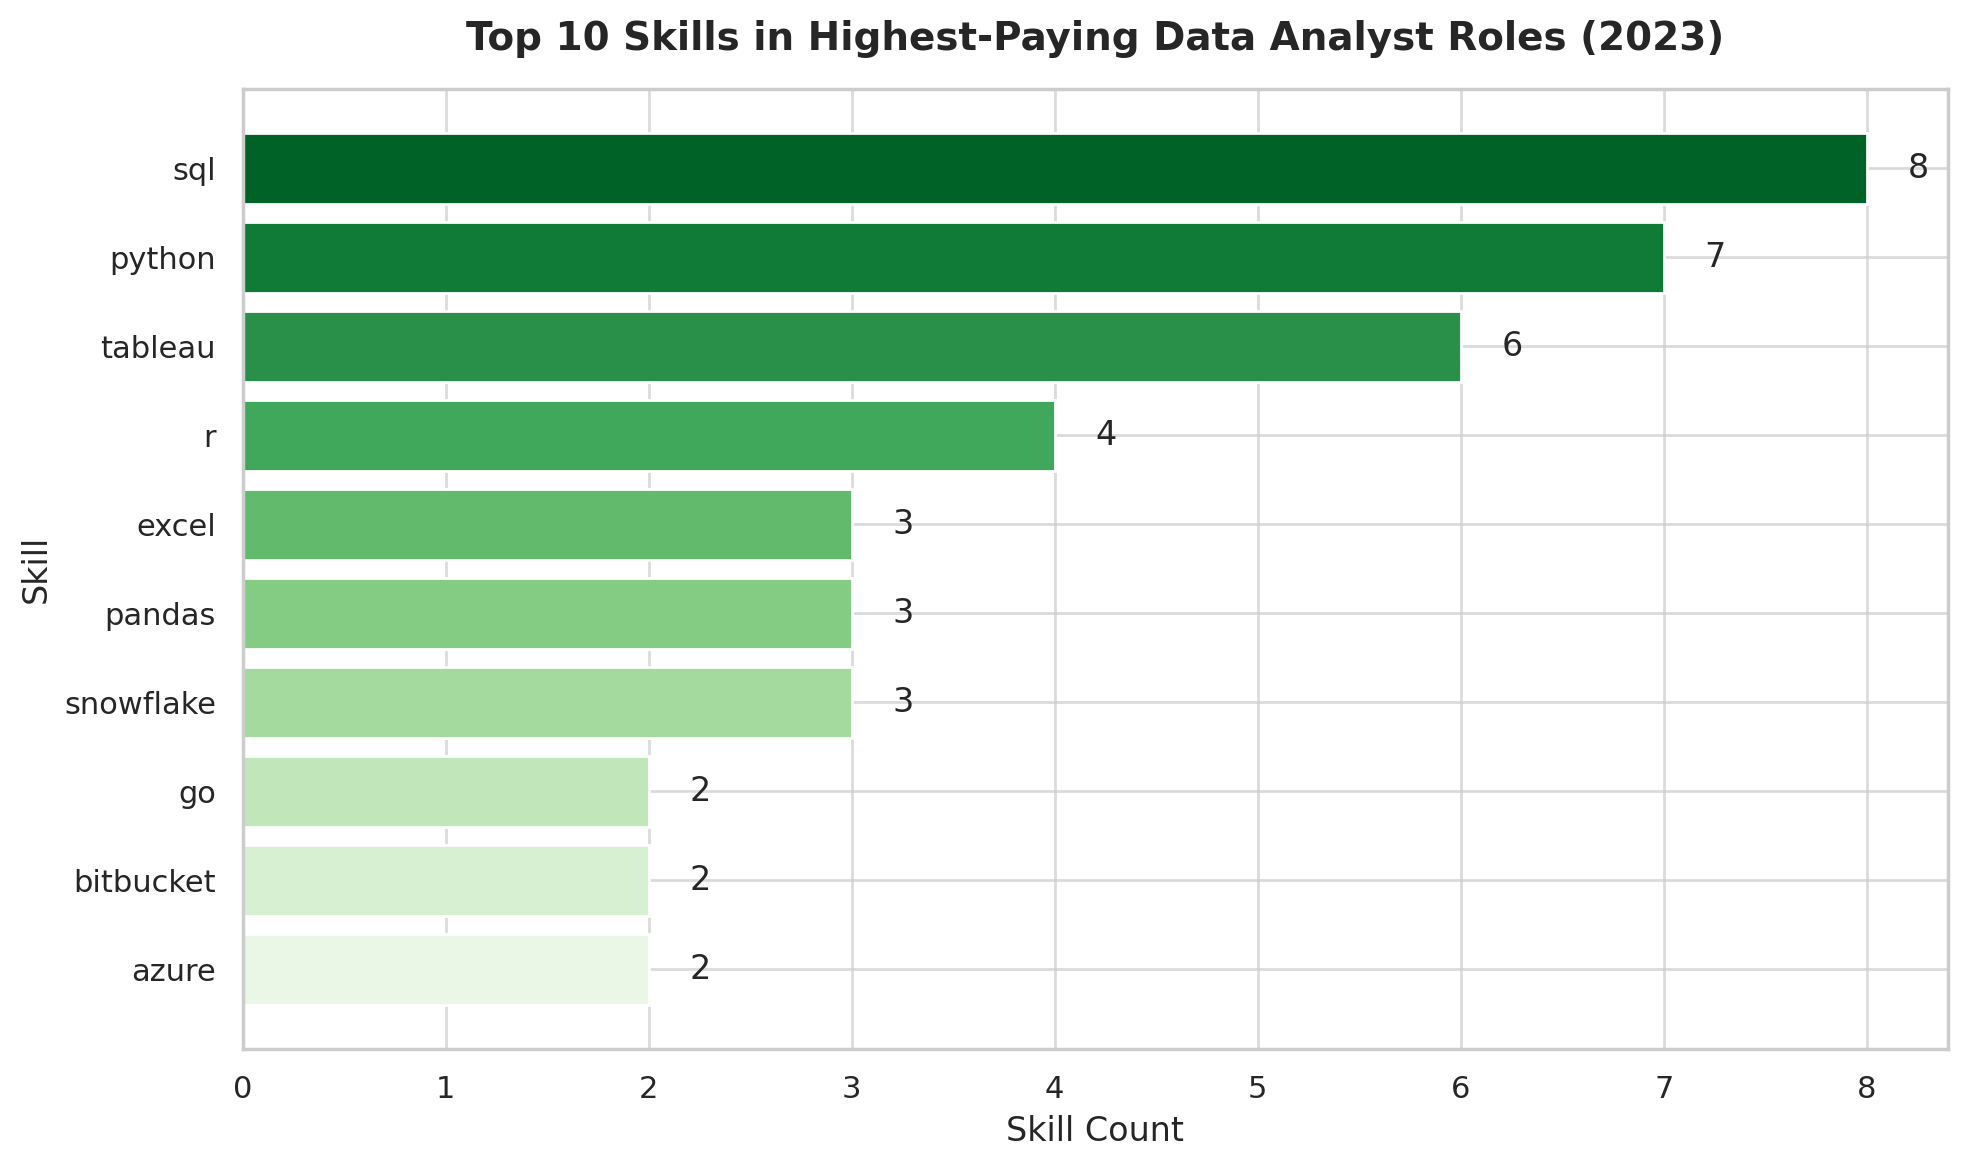 Top 10 Skills in Highest-Paying Data Analyst Roles (2023)
sql 8
python 7
tableau 6
r 4
excel 3
pandas 3
snowflake 3
go 2
bitbucket 2
azure 2
Skill
0 1 2 3 4 5 6 7 8
Skill Count